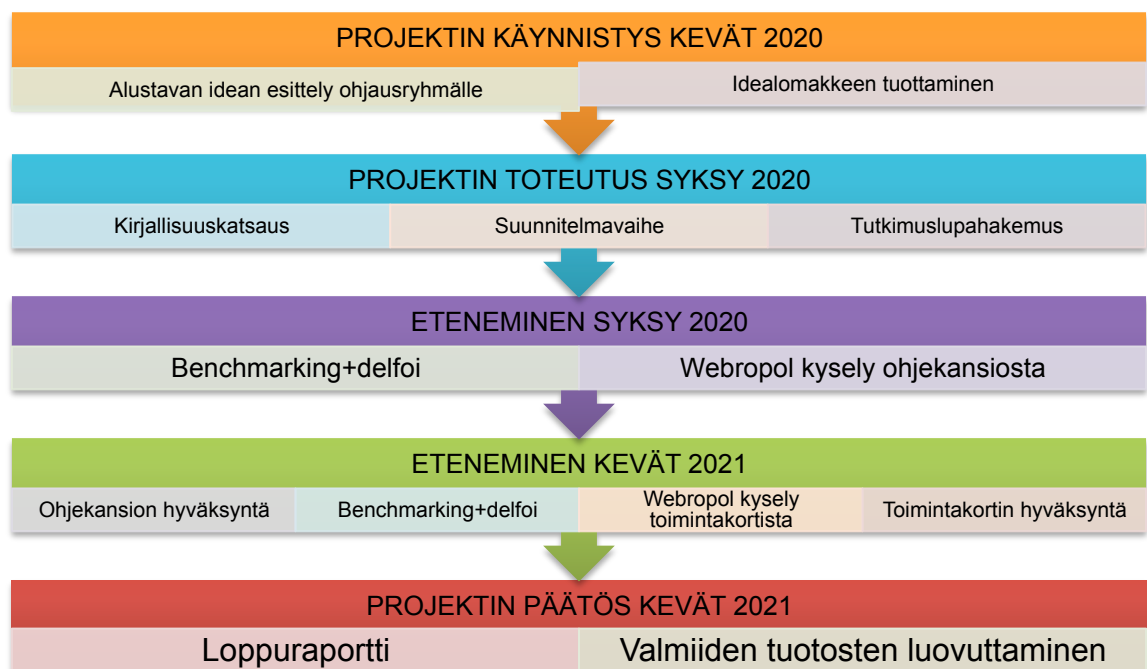 PROJEKTIN KÄYNNISTYS KEVÄT 2020
Alustavan idean esittely ohjausryhmälle
Idealomakkeen tuottaminen
PROJEKTIN TOTEUTUS SYKSY 2020
Kirjallisuuskatsaus
Suunnitelmavaihe
Tutkimuslupahakemus
ETENEMINEN SYKSY 2020
Benchmarking+delfoi
Webropol kysely ohjekansiosta
ETENEMINEN KEVÄT 2021
Ohjekansion hyväksyntä
Benchmarking+delfoi
Webropol kysely
toimintakortista
Toimintakortin hyväksyntä
PROJEKTIN PÄÄTÖS KEVÄT 2021
Loppuraportti
Valmiiden tuotosten luovuttaminen